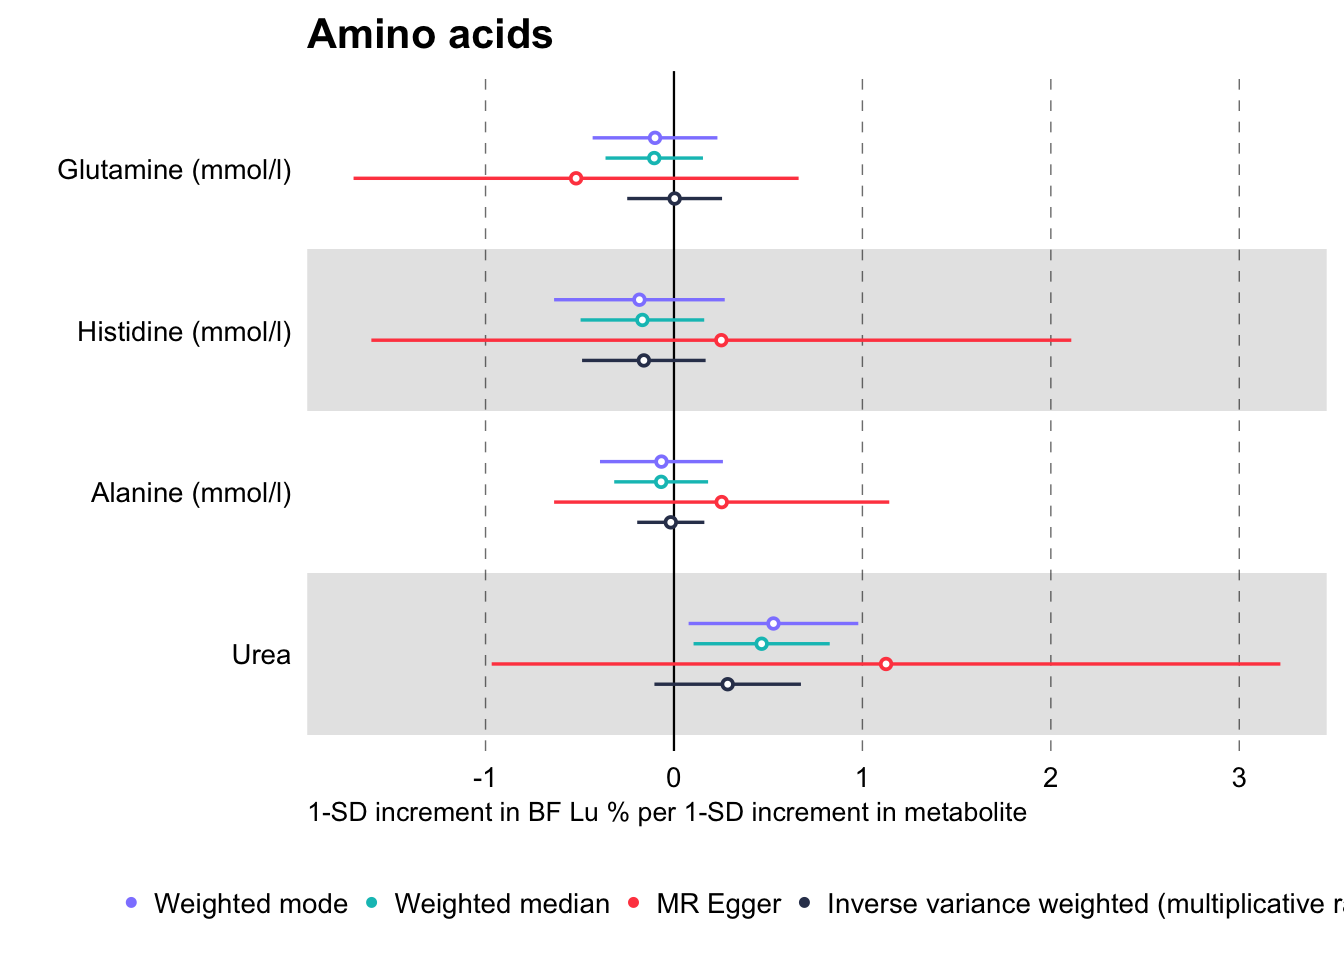 Amino acids
Glutamine (mmol/l)
Histidine (mmol/l)
Alanine (mmol/l)
Urea
-1 0 1 2 3
1-SD increment in BF Lu % per 1-SD increment in metabolite
Weighted mode Weighted median MR Egger Inverse variance weighted (multiplicative